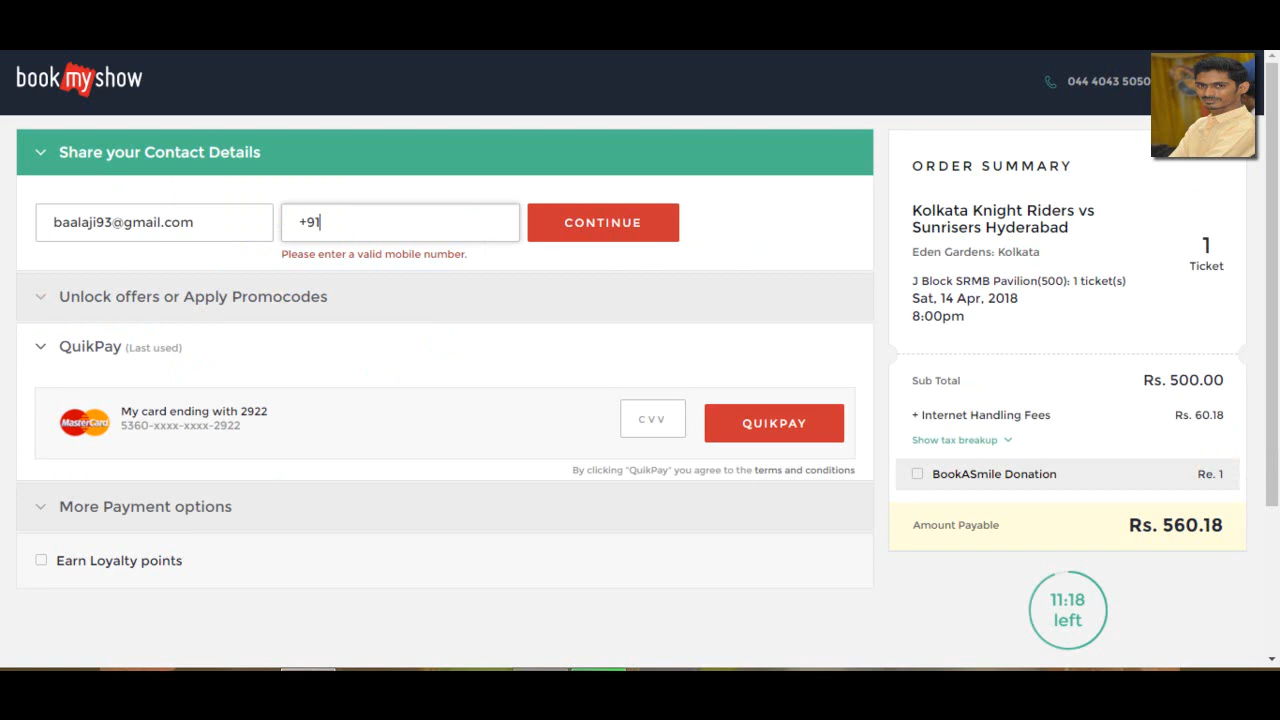 bookmyshow
044 4043 5050
Share your Contact Details
baalaji93@gmail.com
+91
CONTINUE
Please enter a valid mobile number.
Unlock offers or Apply Promocodes
QuikPay (Last used)
MasterCard
My card ending with 2922
5360-xxxx-xxxx-2922
CVV
QUIKPAY
By clicking "QuikPay" you agree to the terms and conditions
More Payment options
Earn Loyalty points
ORDER SUMMARY
Kolkata Knight Riders vs
Sunrisers Hyderabad
Eden Gardens: Kolkata
1
Ticket
J Block SRMB Pavilion(500): 1 ticket(s)
Sat, 14 Apr, 2018
8:00pm
Sub Total Rs. 500.00
+ Internet Handling Fees Rs. 60.18
Show tax breakup
BookASmile Donation Re. 1
Amount Payable Rs. 560.18
11:18
left